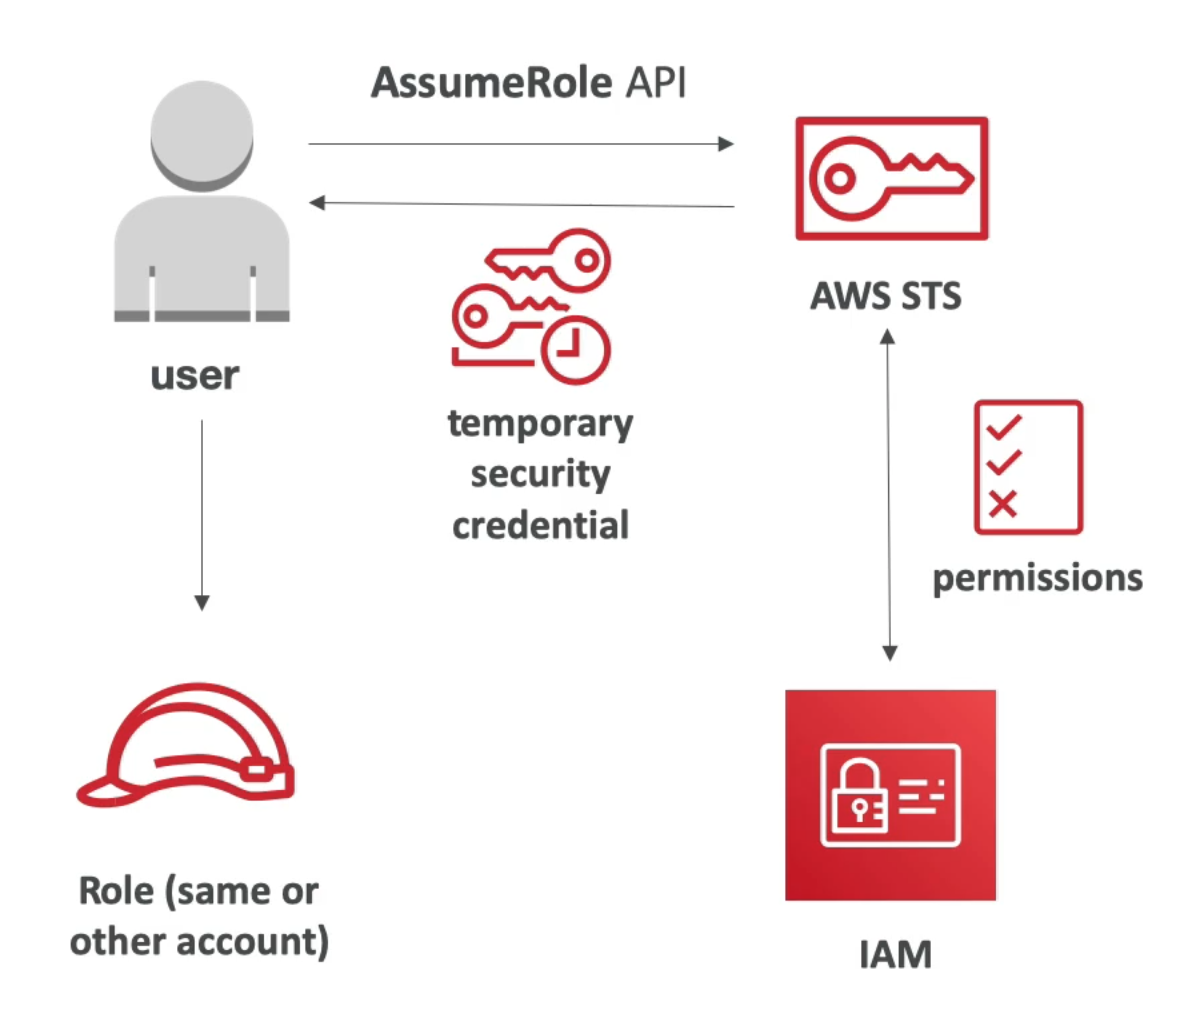 AssumeRole API
AWS STS
user
temporary
security
credential
permissions
Role (same or
other account)
IAM